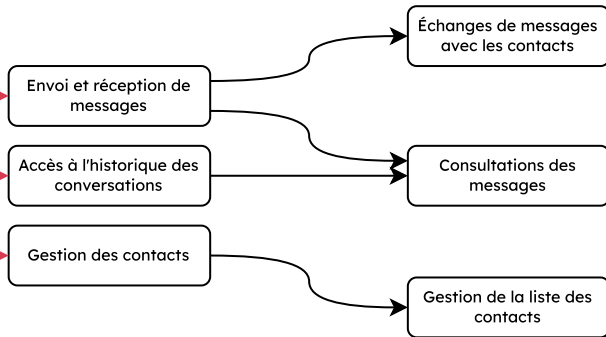 Échanges de messages
avec les contacts
Envoi et réception de
messages
Accès à l'historique des
conversations
Consultations des
messages
Gestion des contacts
Gestion de la liste des
contacts